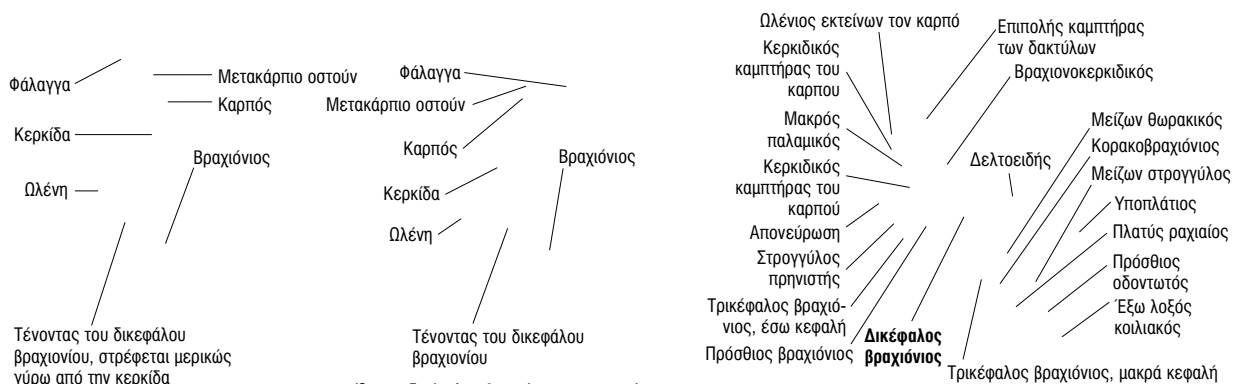 Φάλαγγα
Μετακάρπιο οστούν
Καρπός
Κερκίδα
Βραχιόνιος
Ωλένη
Τένοντας του δικεφάλου
βραχιονίου, στρέφεται μερικώς
γύρω από την κερκίδα
Φάλαγγα
Μετακάρπιο οστούν
Καρπός
Βραχιόνιος
Κερκίδα
Ωλένη
Τένοντας του δικεφάλου
βραχιονίου
Ωλένιος εκτείνων τον καρπό
Κερκιδικός
καμπτήρας του
καρπου
Μακρός
παλαμικός
Κερκιδικός
καμπτήρας του
καρπού
Απονεύρωση
Στρογγύλος
πρηνιστής
Τρικέφαλος βραχιό-
νιος, έσω κεφαλή
Πρόσθιος βραχιόνιος
Δικέφαλος
βραχιόνιος
Επιπολής καμπτήρας
των δακτύλων
Βραχιονοκερκιδικός
Δελτοειδής
Μείζων θωρακικός
Κορακοβραχιόνιος
Μείζων στρογγύλος
Υποπλάτιος
Πλατύς ραχιαίος
Πρόσθιος
οδοντωτός
Έξω λοξός
κοιλιακός
Τρικέφαλος βραχιόνιος, μακρά κεφαλή